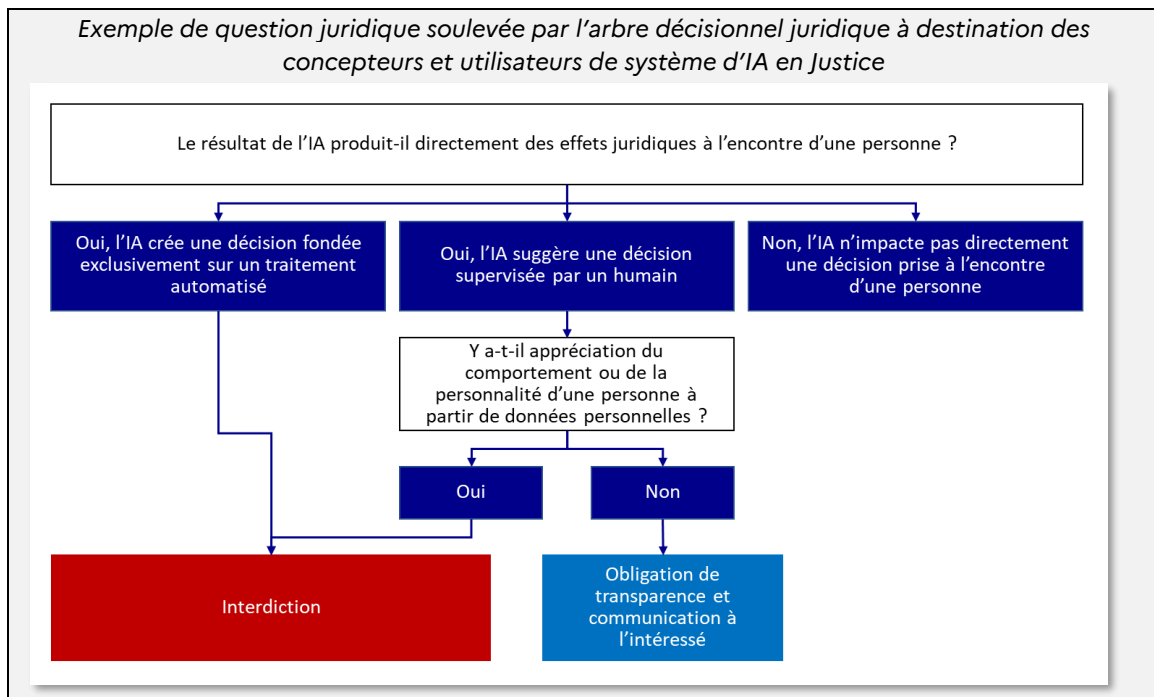 Exemple de question juridique soulevée par l'arbre décisionnel juridique à destination des
concepteurs et utilisateurs de système d'IA en Justice
Le résultat de l'IA produit-il directement des effets juridiques à l'encontre d'une personne ?
Oui, l'IA crée une décision fondée
exclusivement sur un traitement
automatisé
Oui, l'IA suggère une décision
supervisée par un humain
Non, l'IA n'impacte pas directement
une décision prise à l'encontre
d'une personne
Y a-t-il appréciation du
comportement ou de la
personnalité d'une personne à
partir de données personnelles ?
Oui
Non
Interdiction
Obligation de
transparence et
communication à
l'intéressé